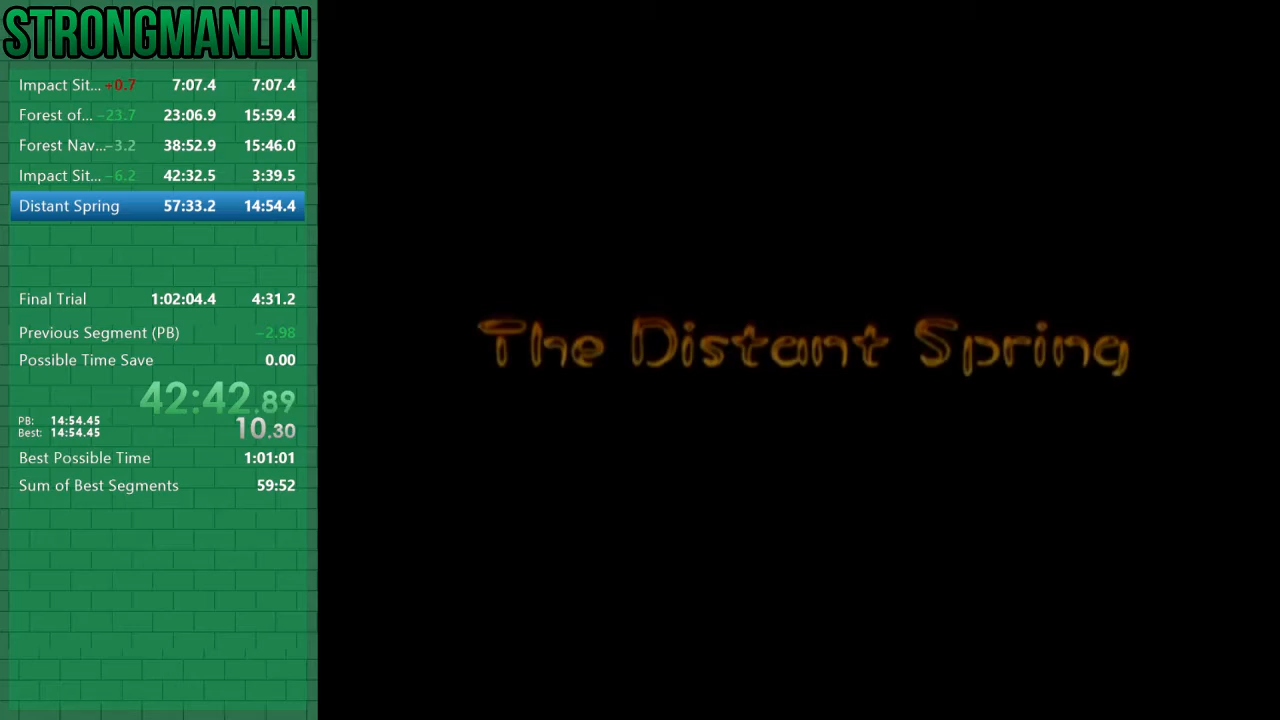 STRONGMANLIN
Impact Sit... +0.7 7:07.4 7:07.4
Forest of... -23.7 23:06.9 15:59.4
Forest Nav... -3.2 38:52.9 15:46.0
Impact Sit... -6.2 42:32.5 3:39.5
Distant Spring 57:33.2 14:54.4
The Distant Spring
Final Trial 1:02:04.4 4:31.2
Previous Segment (PB) -2.98
Possible Time Save 0.00
42:42.89
PB: 14:54.45
Best: 14:54.45
10.30
Best Possible Time 1:01:01
Sum of Best Segments 59:52